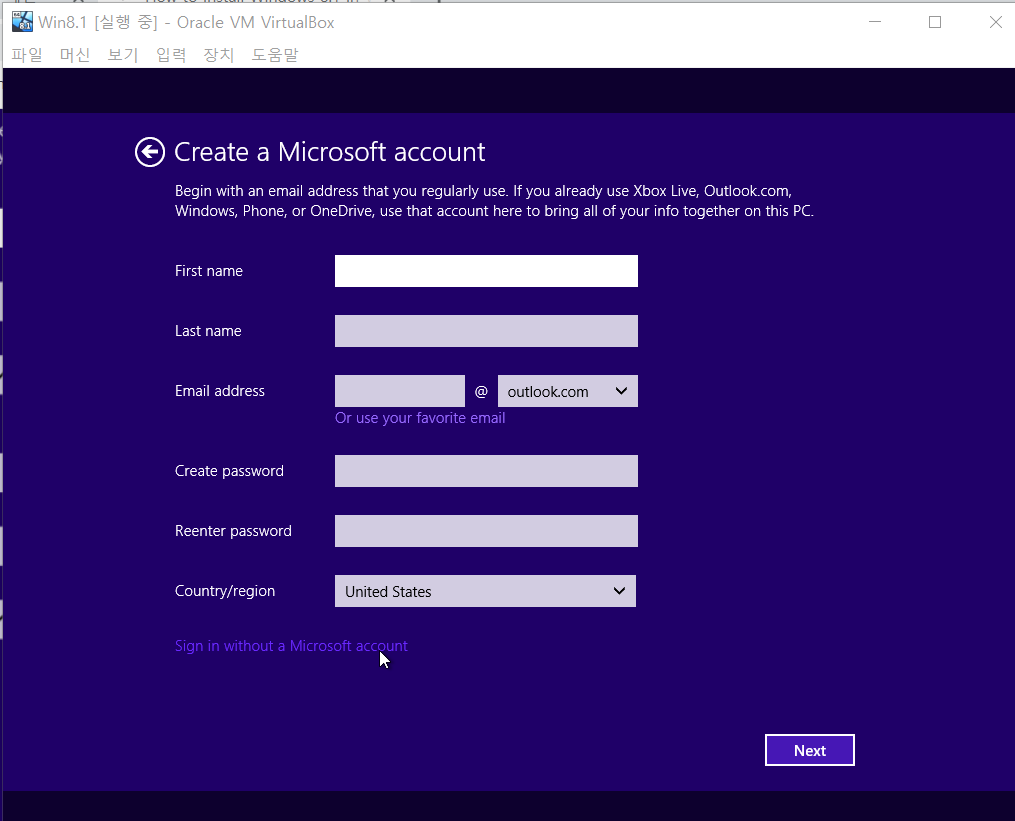 Win8.1 [실행 중] - Oracle VM VirtualBox
파일 머신 보기 입력 장치 도움말
Create a Microsoft account
Begin with an email address that you regularly use. If you already use Xbox Live, Outlook.com,
Windows, Phone, or OneDrive, use that account here to bring all of your info together on this PC.
First name
Last name
Email address @ outlook.com
Or use your favorite email
Create password
Reenter password
Country/region United States
Sign in without a Microsoft account
Next